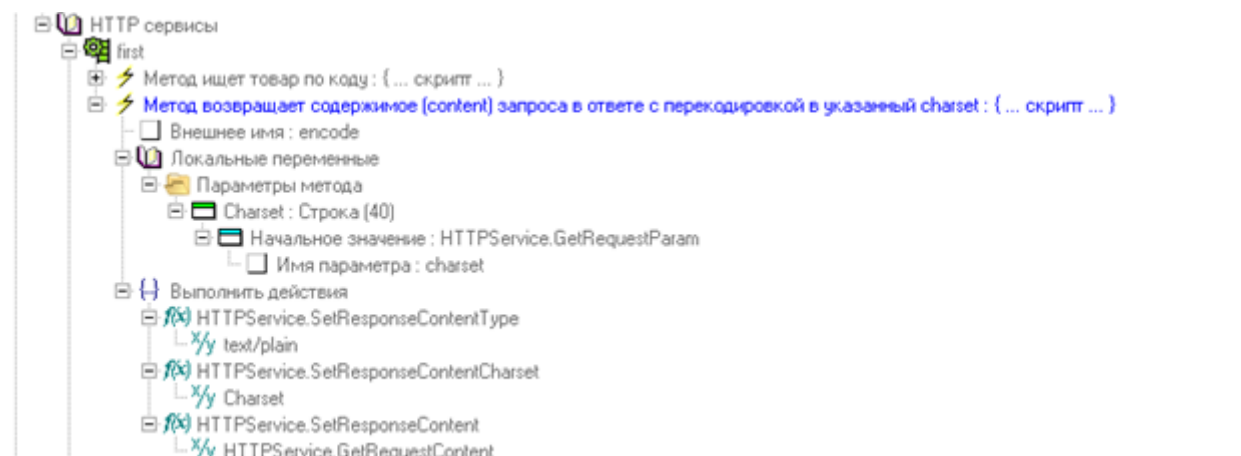 HTTP сервисы
first
Метод ищет товар по коду : { ... скрипт ... }
Метод возвращает содержимое (content) запроса в ответе с перекодировкой в указанный charset : { ... скрипт ... }
Внешнее имя : encode
Локальные переменные
Параметры метода
Charset : Строка (40)
Начальное значение : HTTPService.GetRequestParam
Имя параметра : charset
Выполнить действия
f(x) HTTPService.SetResponseContentType
x/y text/plain
f(x) HTTPService.SetResponseContentCharset
x/y Charset
f(x) HTTPService.SetResponseContent
x/y HTTPService.GetRequestContent